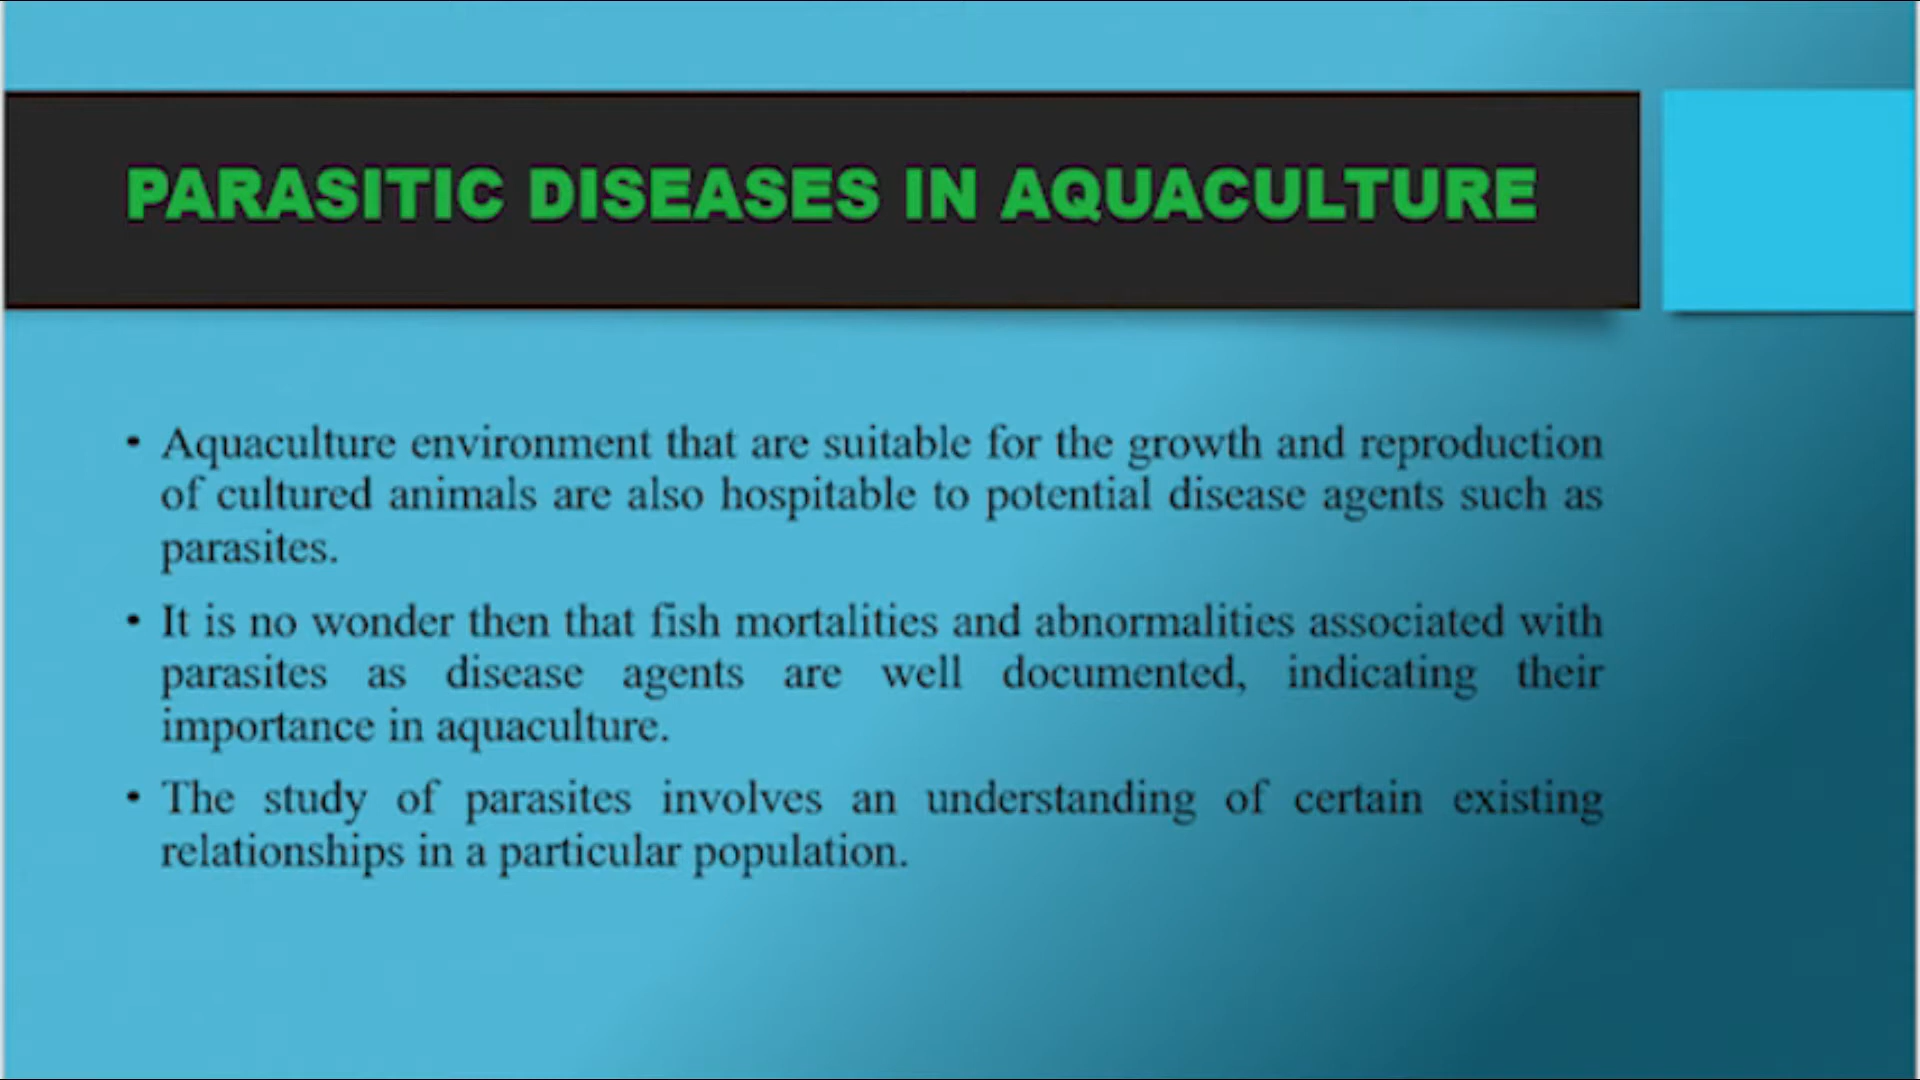 PARASITIC DISEASES IN AQUACULTURE
• Aquaculture environment that are suitable for the growth and reproduction
of cultured animals are also hospitable to potential disease agents such as
parasites.
• It is no wonder then that fish mortalities and abnormalities associated with
parasites as disease agents are well documented, indicating their
importance in aquaculture.
• The study of parasites involves an understanding of certain existing
relationships in a particular population.